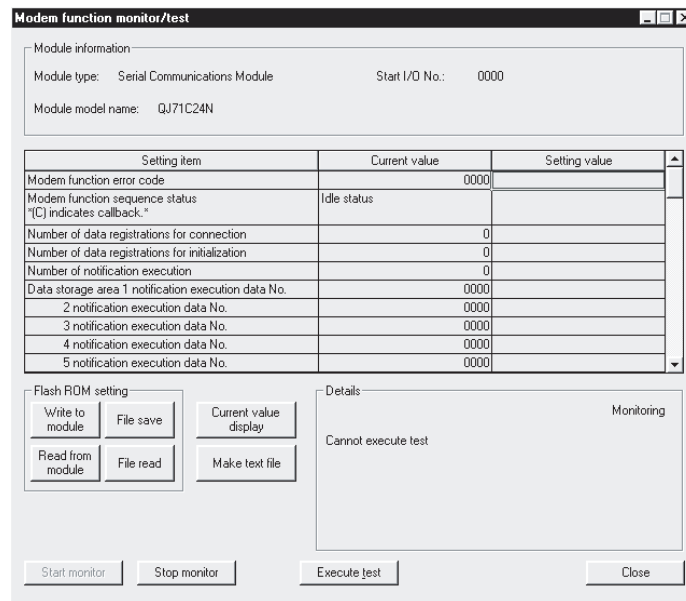 Modem function monitor/test
Module information
Module type: Serial Communications Module Start I/O No.: 0000
Module model name: QJ71C24N
Setting item Current value Setting value
Modem function error code 0000
Modem function sequence status Idle status
*(C) indicates callback.*
Number of data registrations for connection 0
Number of data registrations for initialization 0
Number of notification execution 0
Data storage area 1 notification execution data No. 0000
2 notification execution data No. 0000
3 notification execution data No. 0000
4 notification execution data No. 0000
5 notification execution data No. 0000
Flash ROM setting
Write to module
File save
Read from module
File read
Current value display
Make text file
Details
Monitoring
Cannot execute test
Start monitor Stop monitor Execute test Close